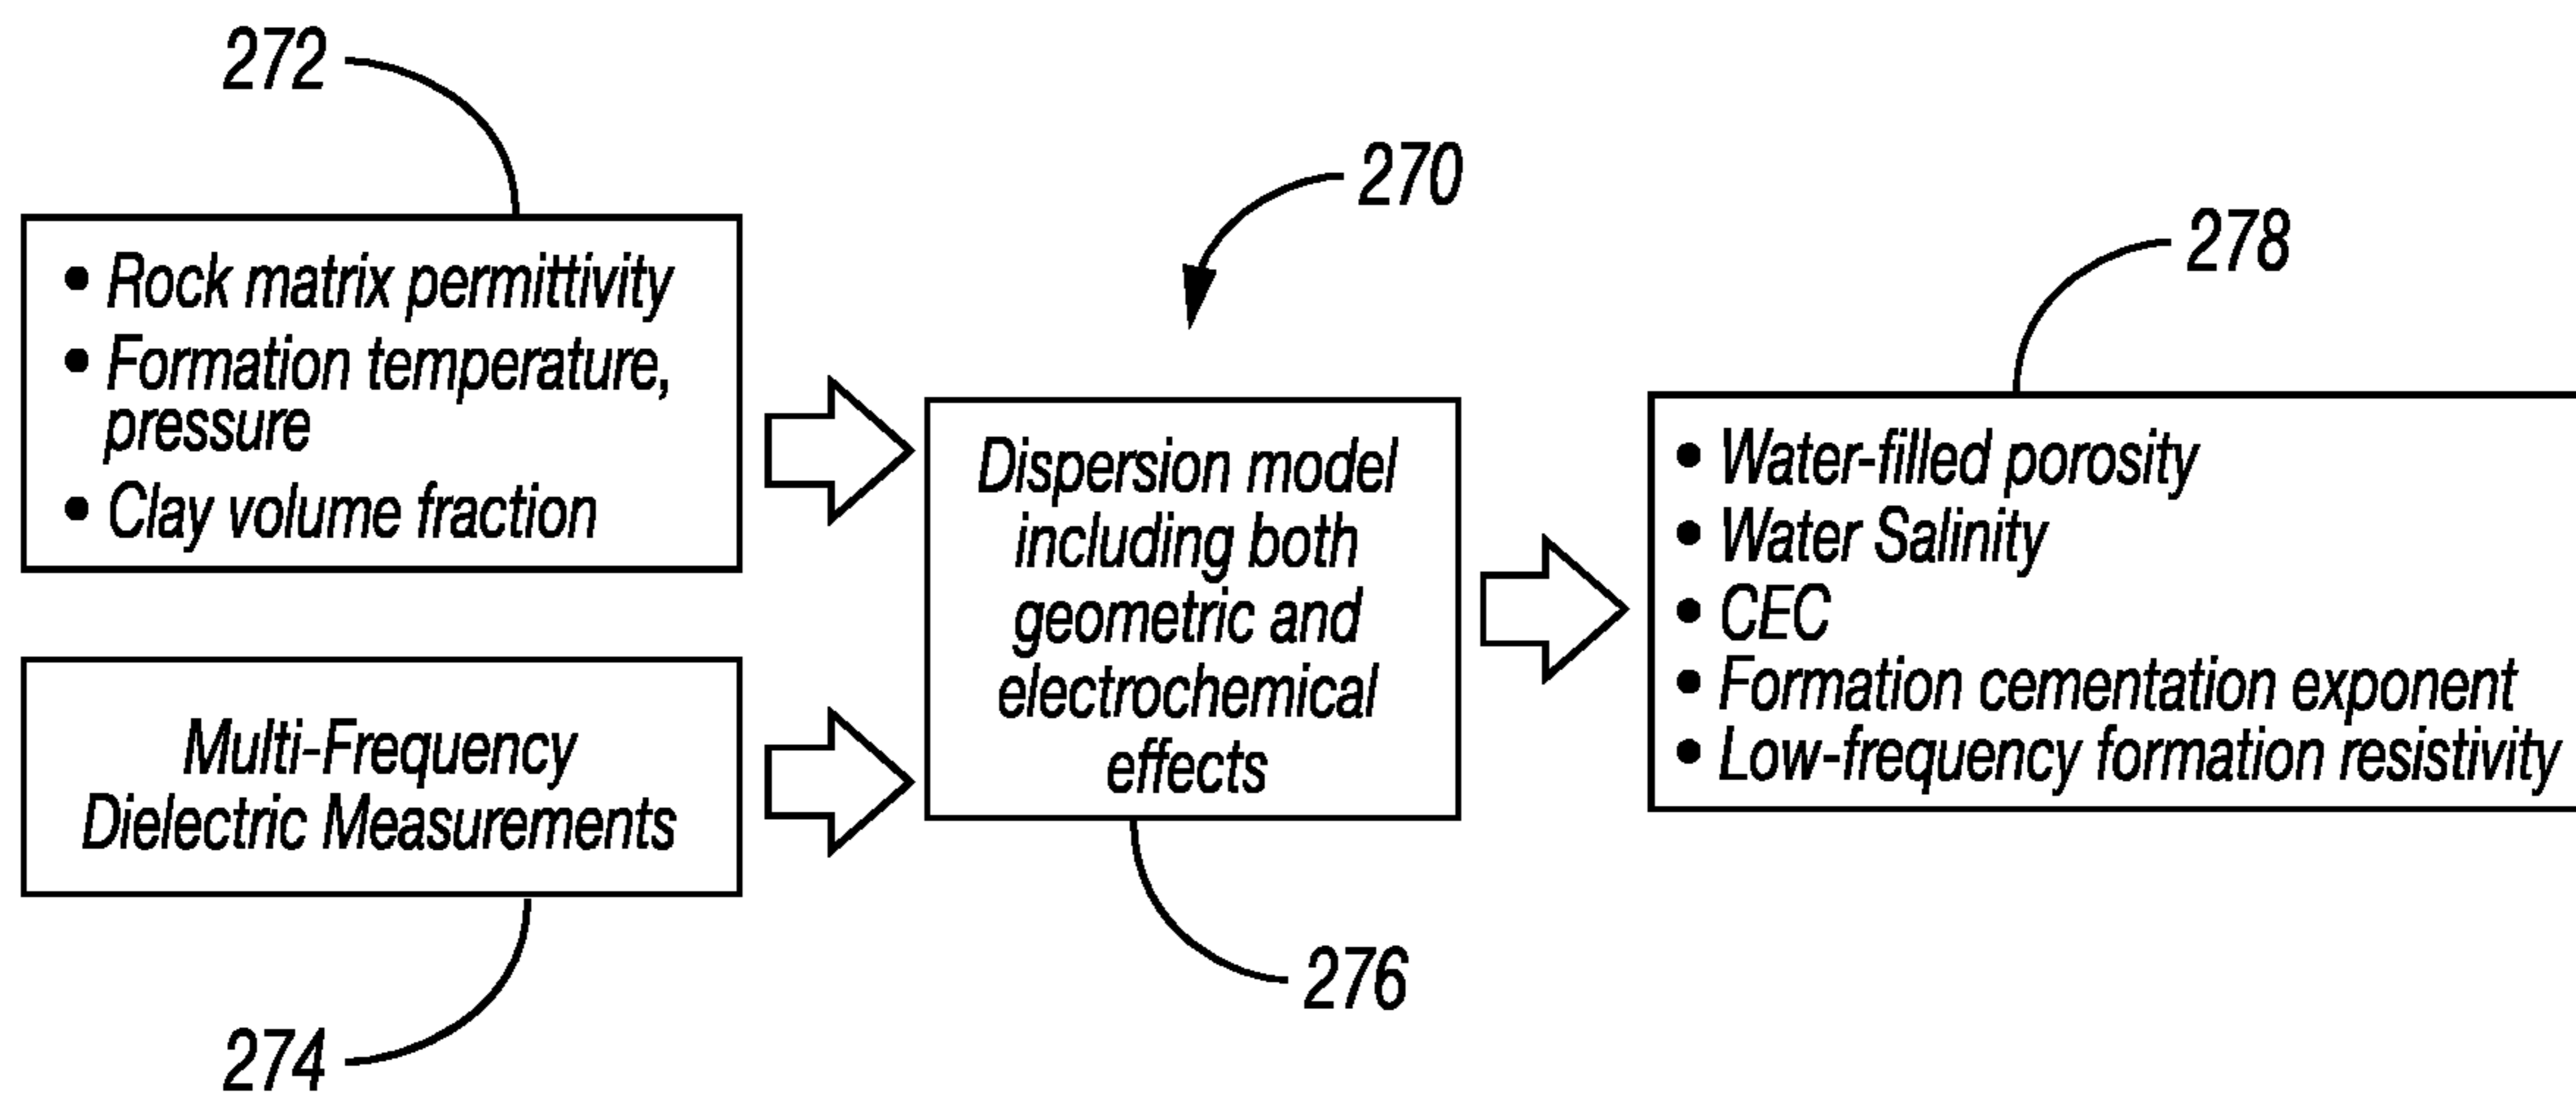 272
• Rock matrix permittivity
• Formation temperature,
pressure
• Clay volume fraction
Multi-Frequency
Dielectric Measurements
274
270
Dispersion model
including both
geometric and
electrochemical
effects
276
278
• Water-filled porosity
• Water Salinity
• CEC
• Formation cementation exponent
• Low-frequency formation resistivity